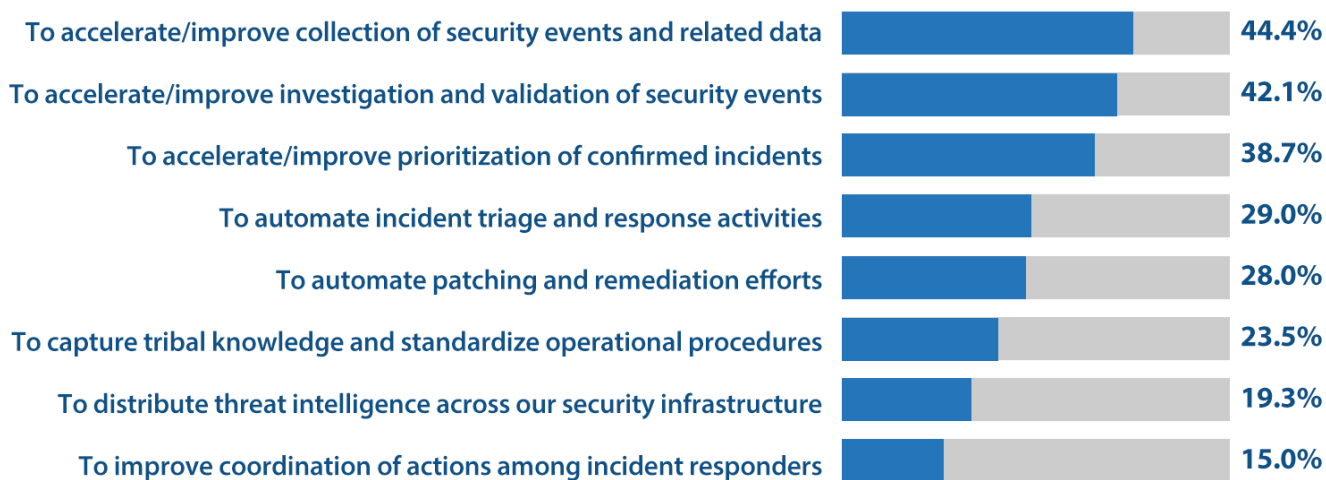 To accelerate/improve collection of security events and related data 44.4%
To accelerate/improve investigation and validation of security events 42.1%
To accelerate/improve prioritization of confirmed incidents 38.7%
To automate incident triage and response activities 29.0%
To automate patching and remediation efforts 28.0%
To capture tribal knowledge and standardize operational procedures 23.5%
To distribute threat intelligence across our security infrastructure 19.3%
To improve coordination of actions among incident responders 15.0%